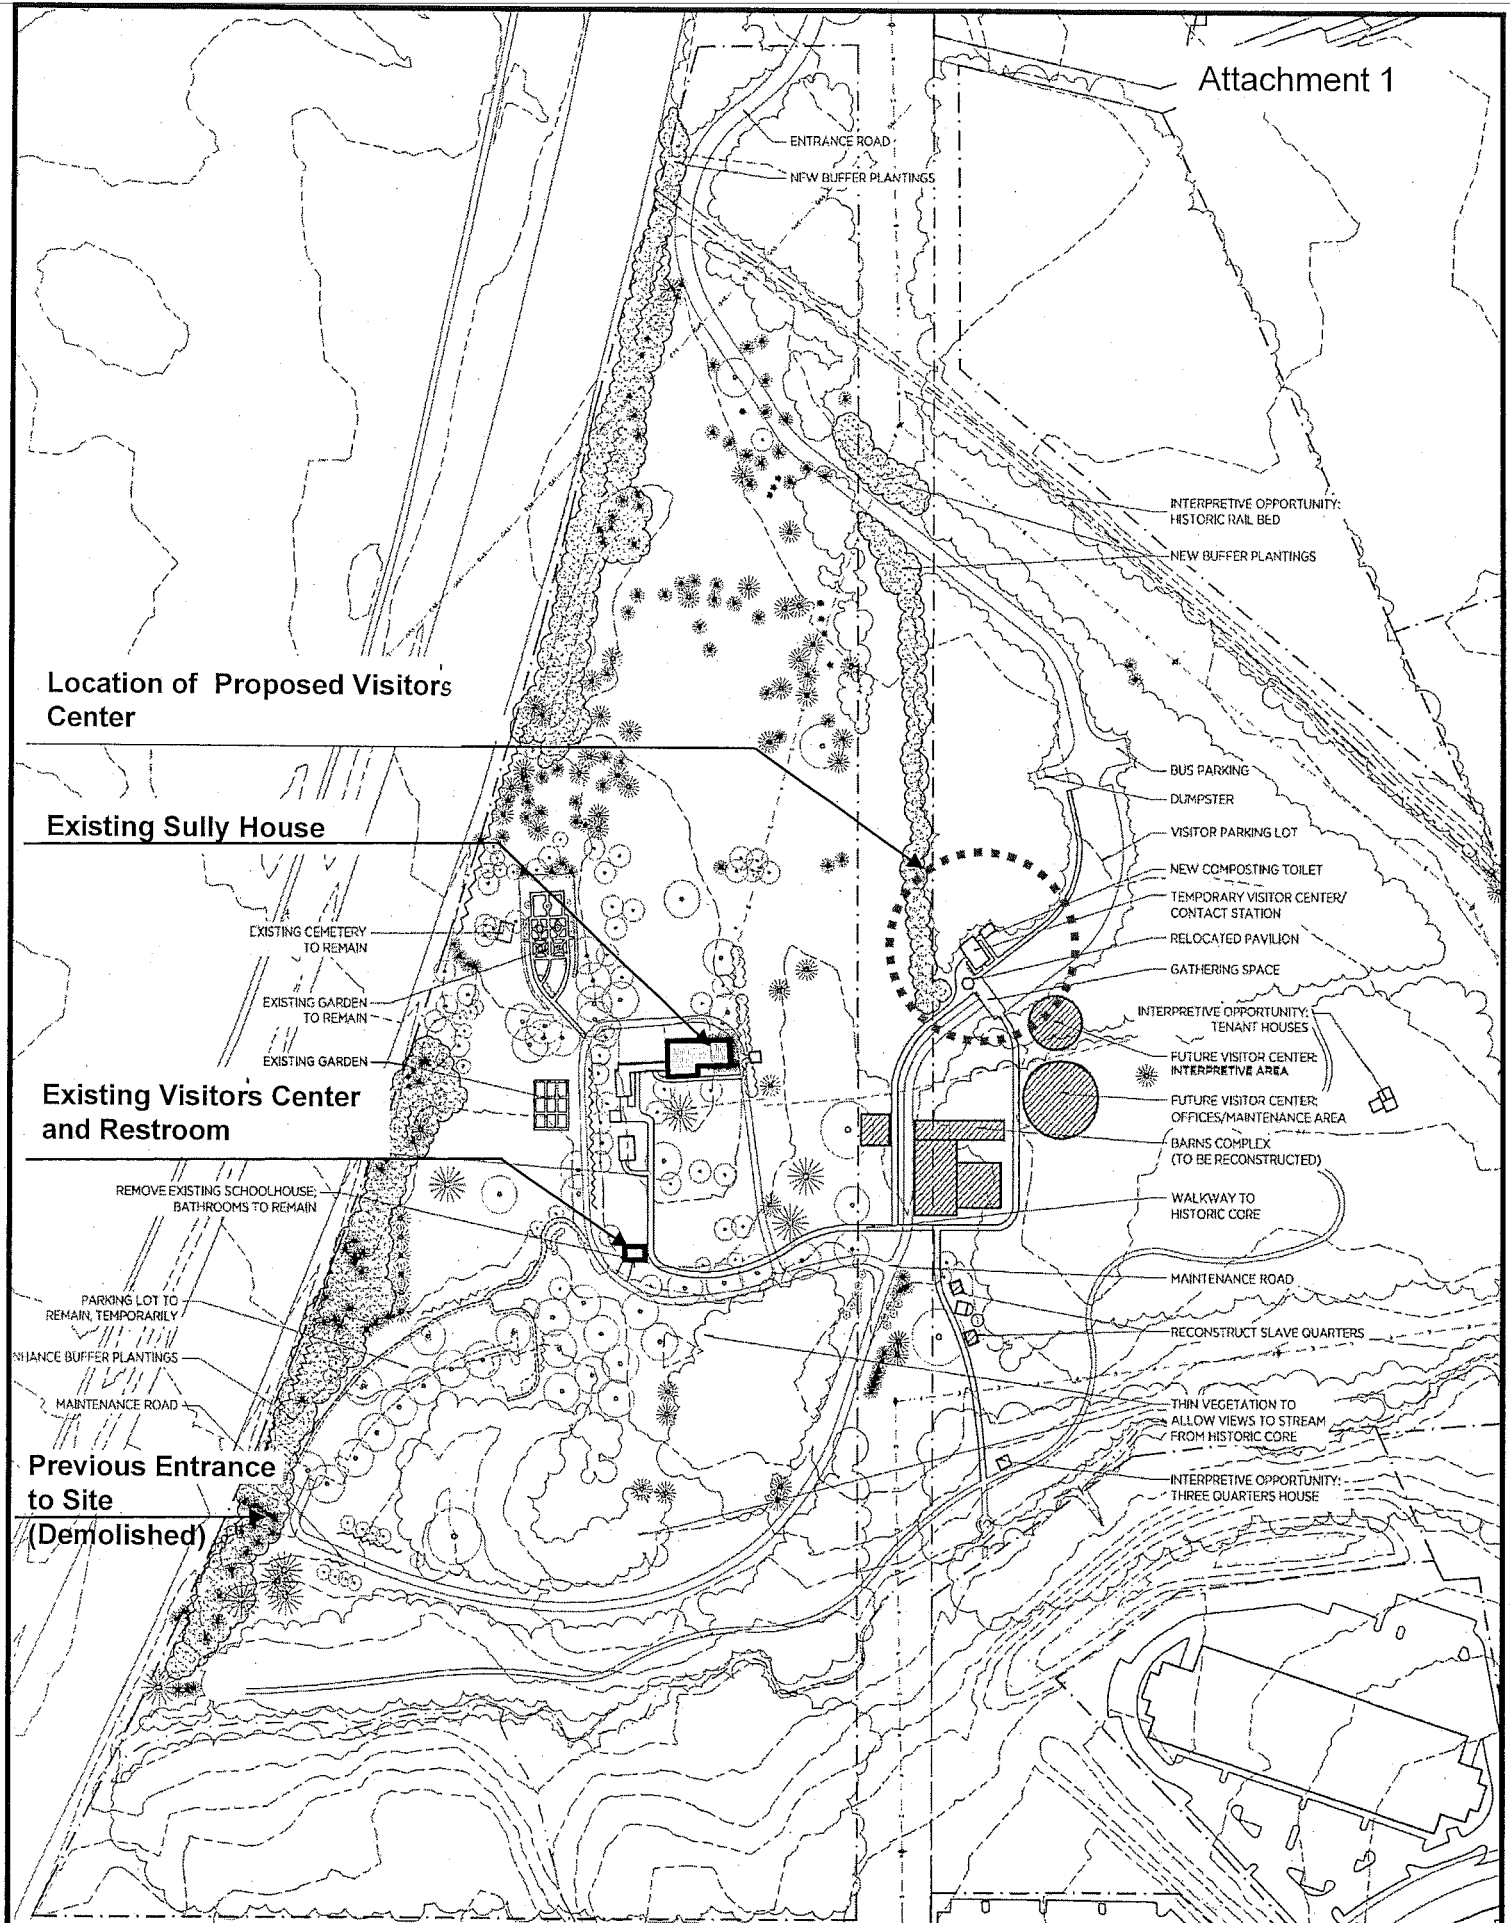 Attachment 1
ENTRANCE ROAD
NEW BUFFER PLANTINGS
INTERPRETIVE OPPORTUNITY:
HISTORIC RAIL BED
NEW BUFFER PLANTINGS
Location of Proposed Visitors
Center
BUS PARKING
DUMPSTER
VISITOR PARKING LOT
Existing Sully House
NEW COMPOSTING TOILET
TEMPORARY VISITOR CENTER/
CONTACT STATION
EXISTING CEMETERY
TO REMAIN
RELOCATED PAVILION
GATHERING SPACE
EXISTING GARDEN
TO REMAIN
INTERPRETIVE OPPORTUNITY:
TENANT HOUSES
EXISTING GARDEN
FUTURE VISITOR CENTER:
INTERPRETIVE AREA
Existing Visitors Center
and Restroom
FUTURE VISITOR CENTER;
OFFICES/MAINTENANCE AREA
BARNS COMPLEX
(TO BE RECONSTRUCTED)
REMOVE EXISTING SCHOOLHOUSE;
BATHROOMS TO REMAIN
WALKWAY TO
HISTORIC CORE
MAINTENANCE ROAD
PARKING LOT TO
REMAIN, TEMPORARILY
RECONSTRUCT SLAVE QUARTERS
NHANCE BUFFER PLANTINGS
MAINTENANCE ROAD
THIN VEGETATION TO
ALLOW VIEWS TO STREAM
FROM HISTORIC CORE
Previous Entrance
to Site
(Demolished)
INTERPRETIVE OPPORTUNITY:
THREE QUARTERS HOUSE